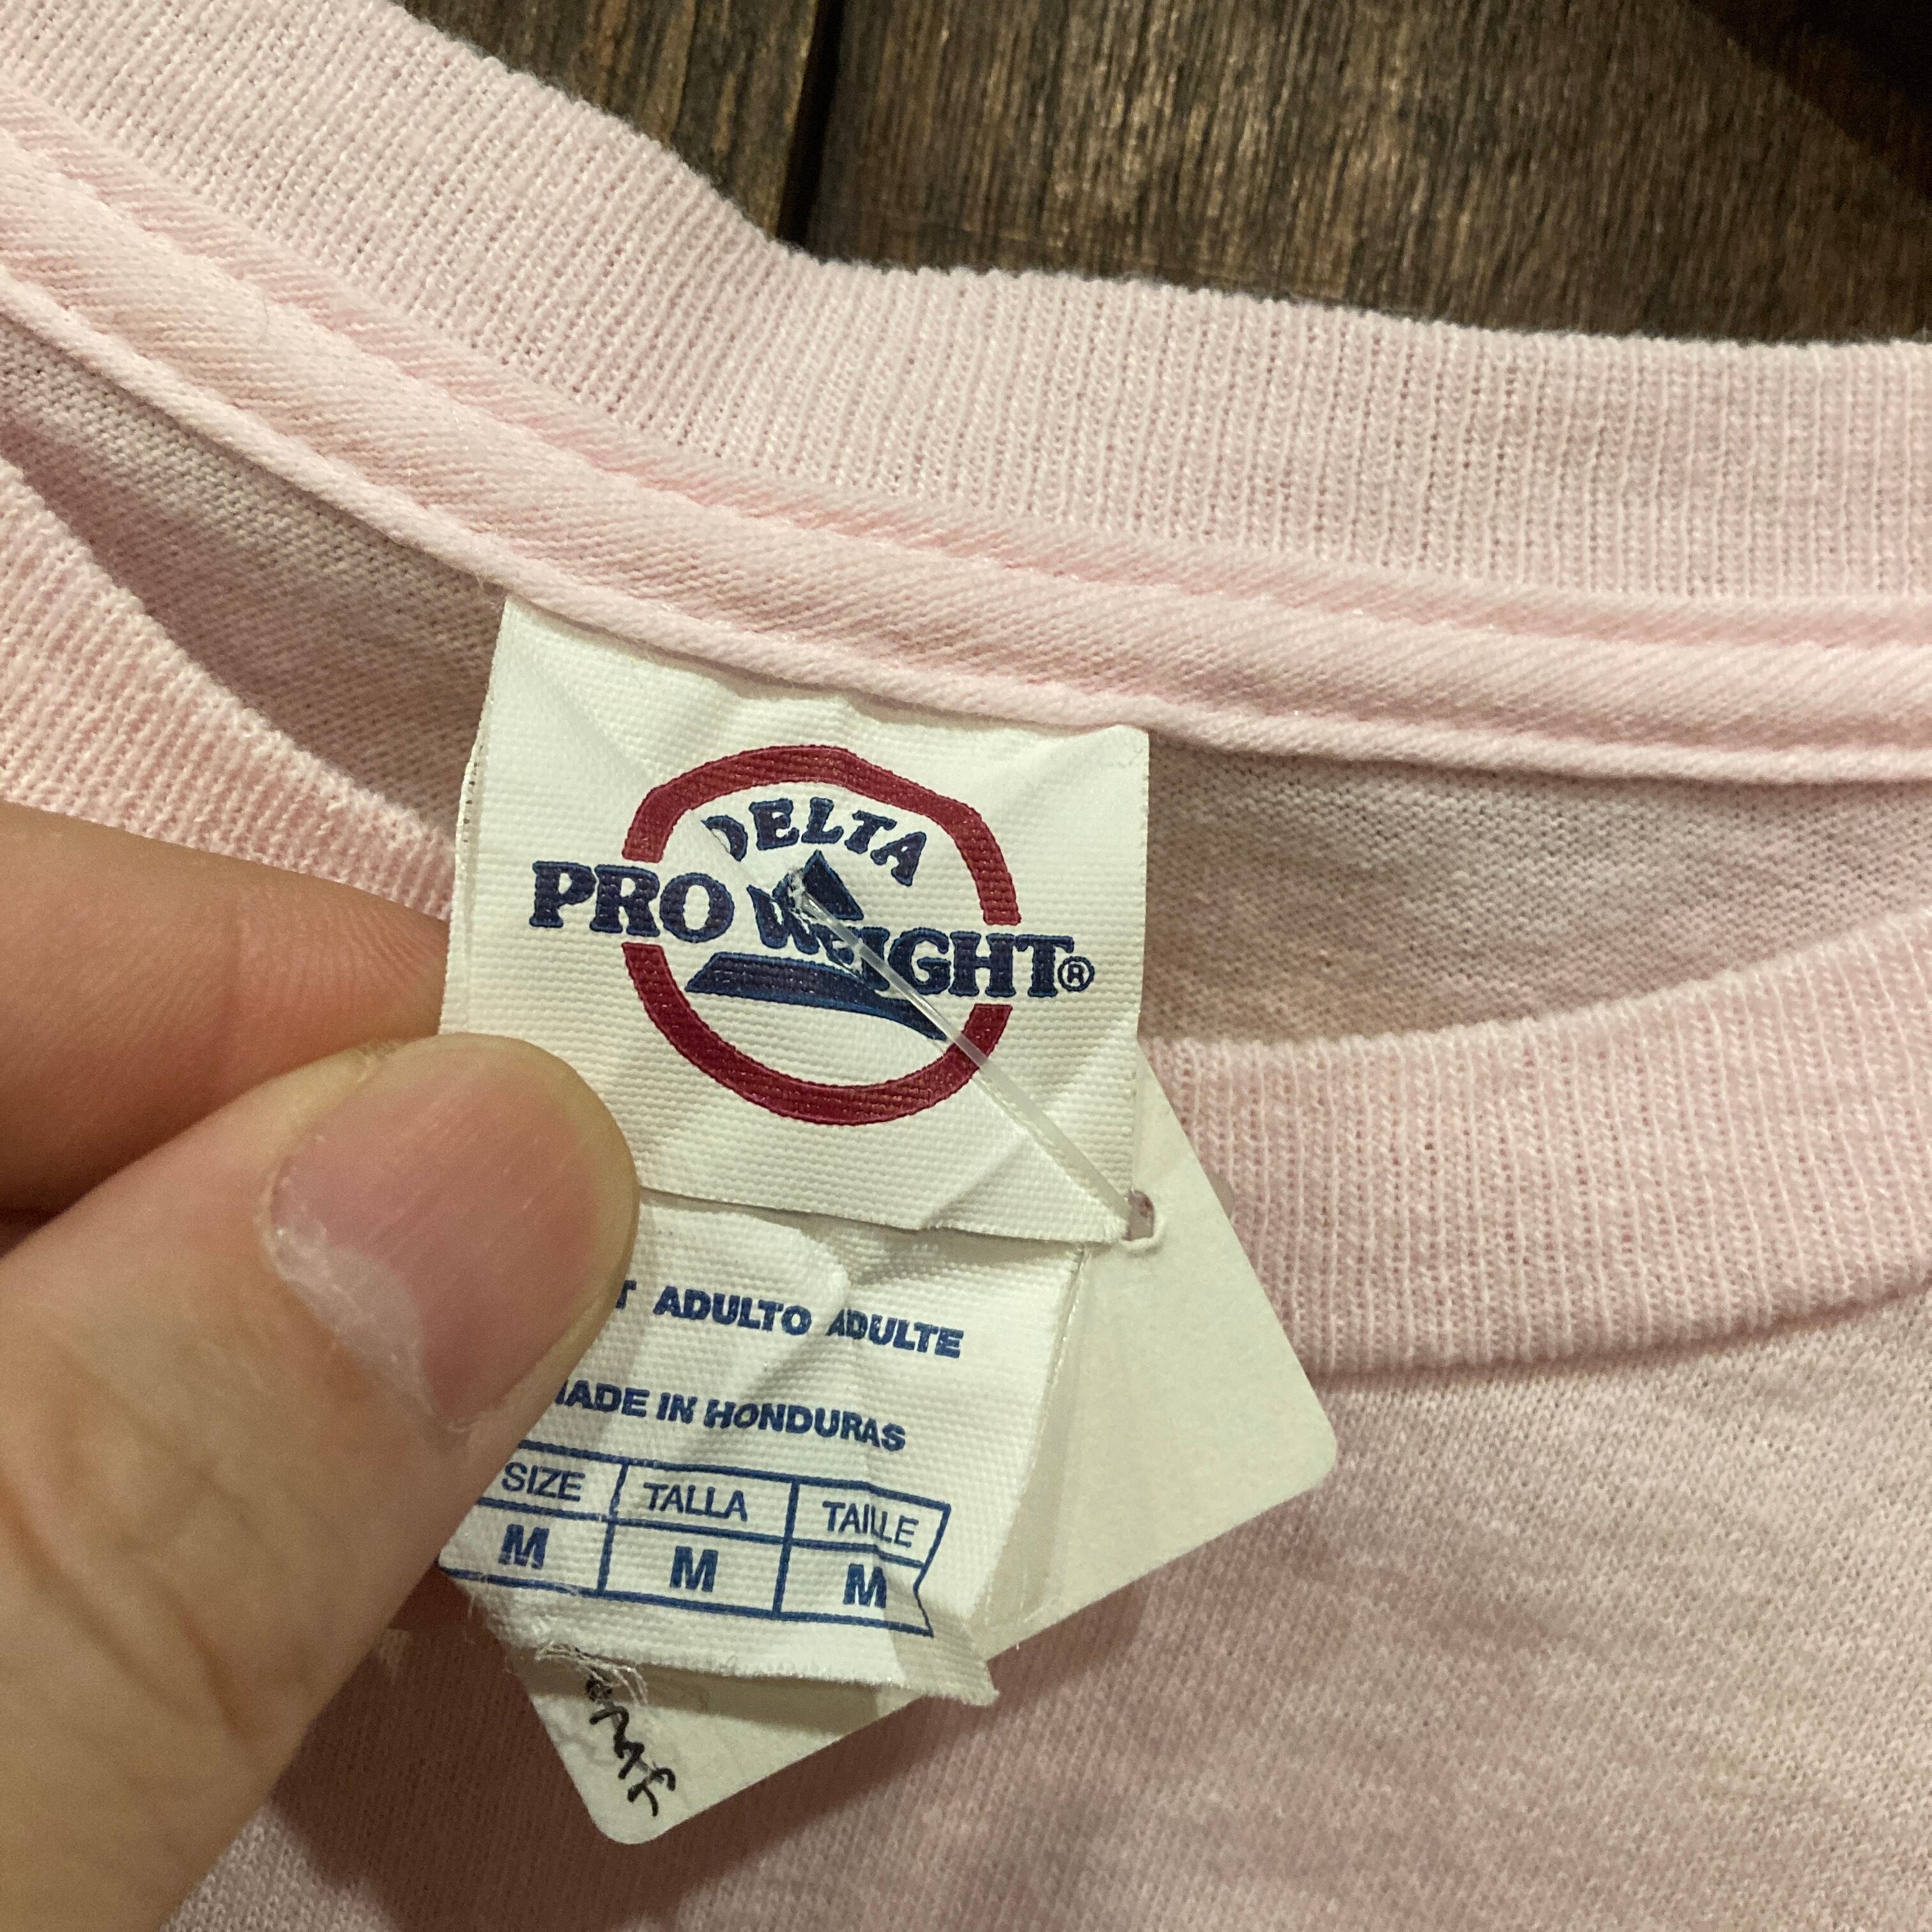 DELTA
PRO WEIGHT®
ADULTO ADULTE
MADE IN HONDURAS
SIZE TALLA TAILLE
M M M